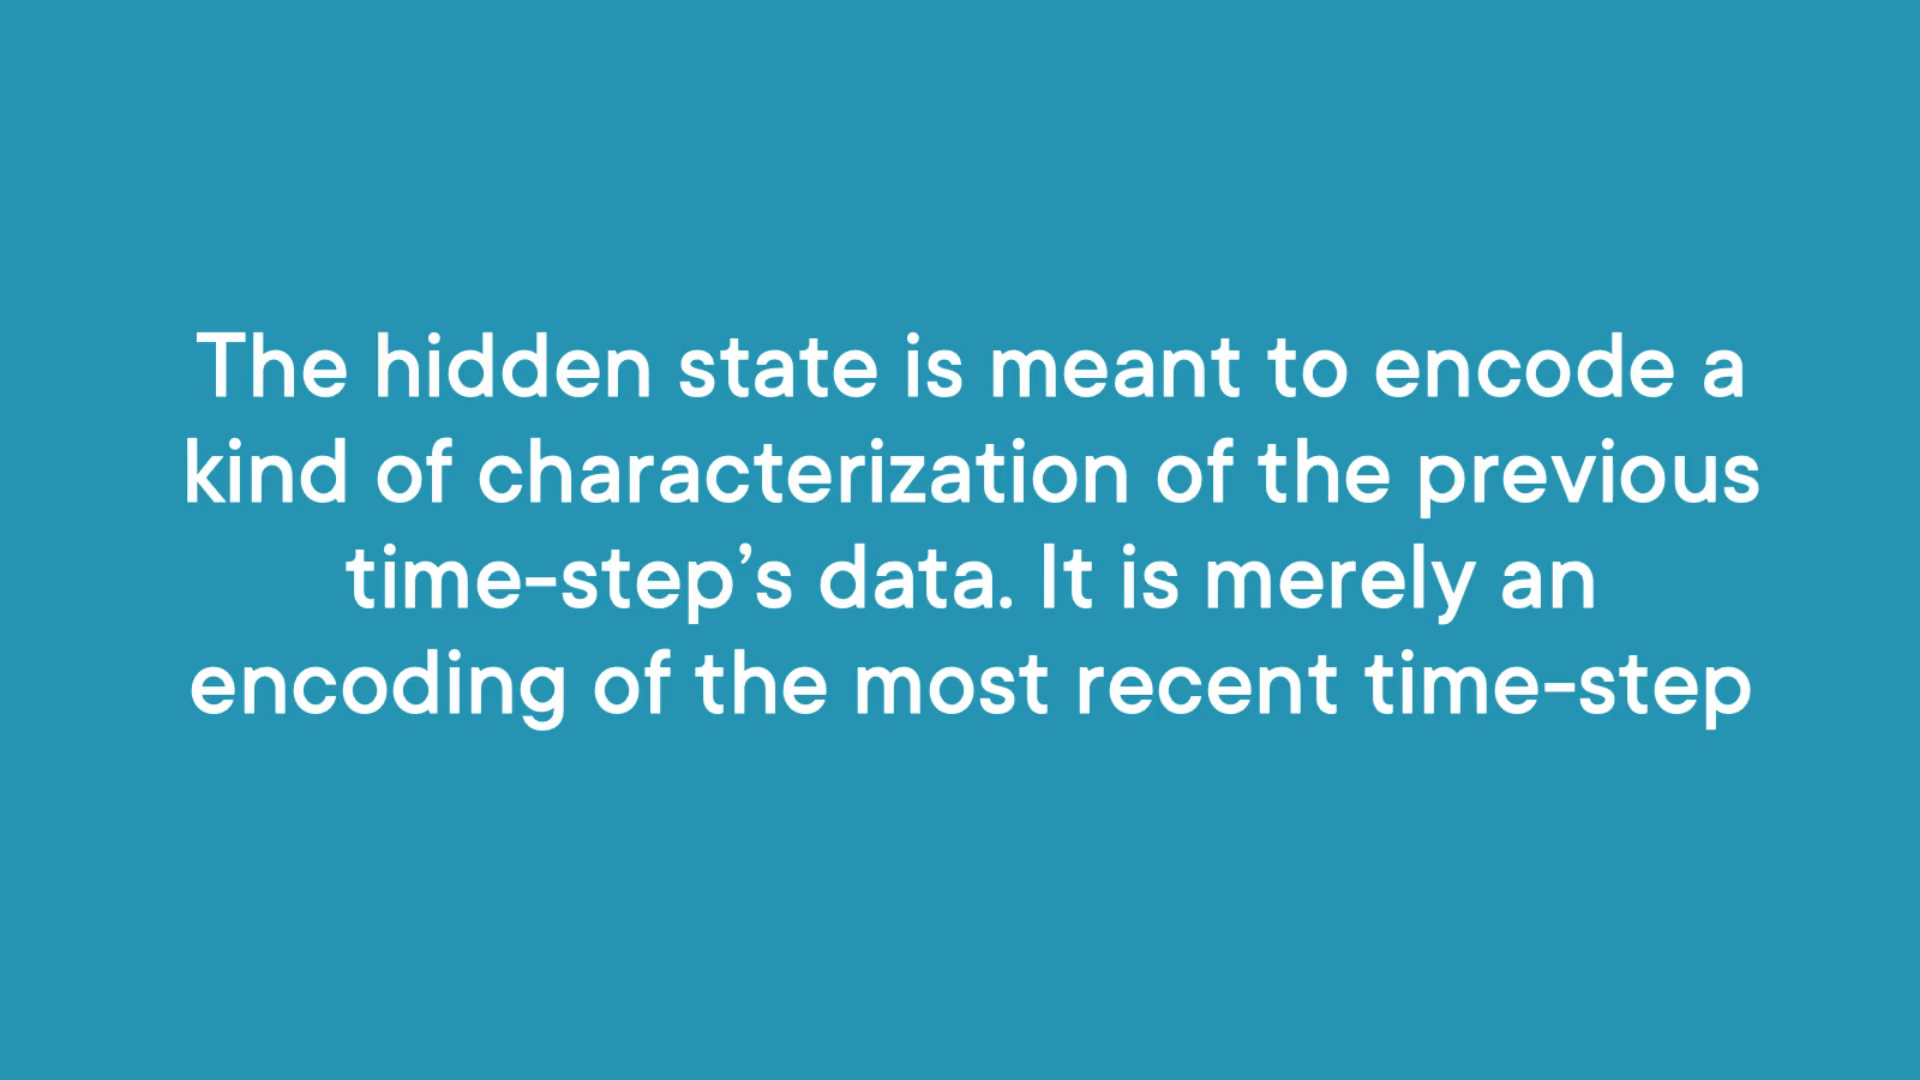 The hidden state is meant to encode a
kind of characterization of the previous
time-step’s data. It is merely an
encoding of the most recent time-step